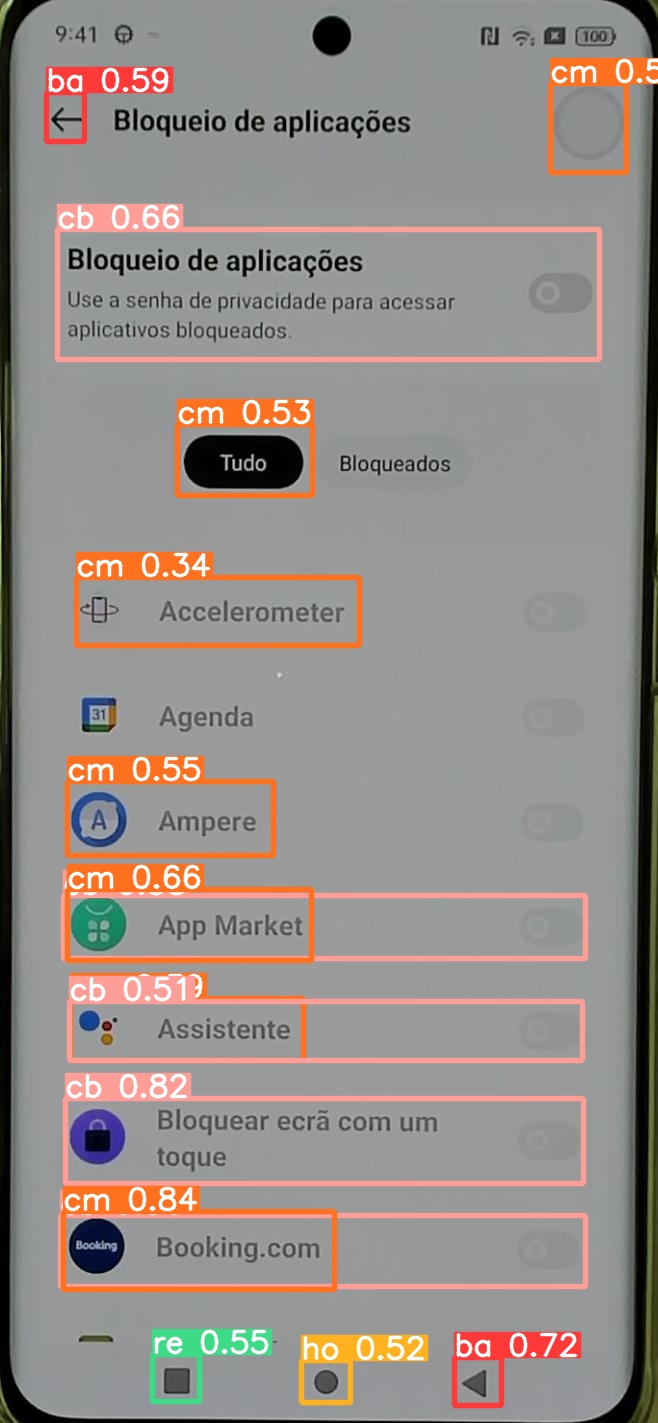 9:41
100
ba 0.59
cm 0.5
Bloqueio de aplicações
cb 0.66
Bloqueio de aplicações
Use a senha de privacidade para acessar
aplicativos bloqueados.
cm 0.53
Tudo
Bloqueados
cm 0.34
Accelerometer
31
Agenda
cm 0.55
A
Ampere
cm 0.66
App Market
cb 0.51
Assistente
cb 0.82
Bloquear ecrã com um
toque
cm 0.84
Booking
Booking.com
re 0.55
ho 0.52
ba 0.72